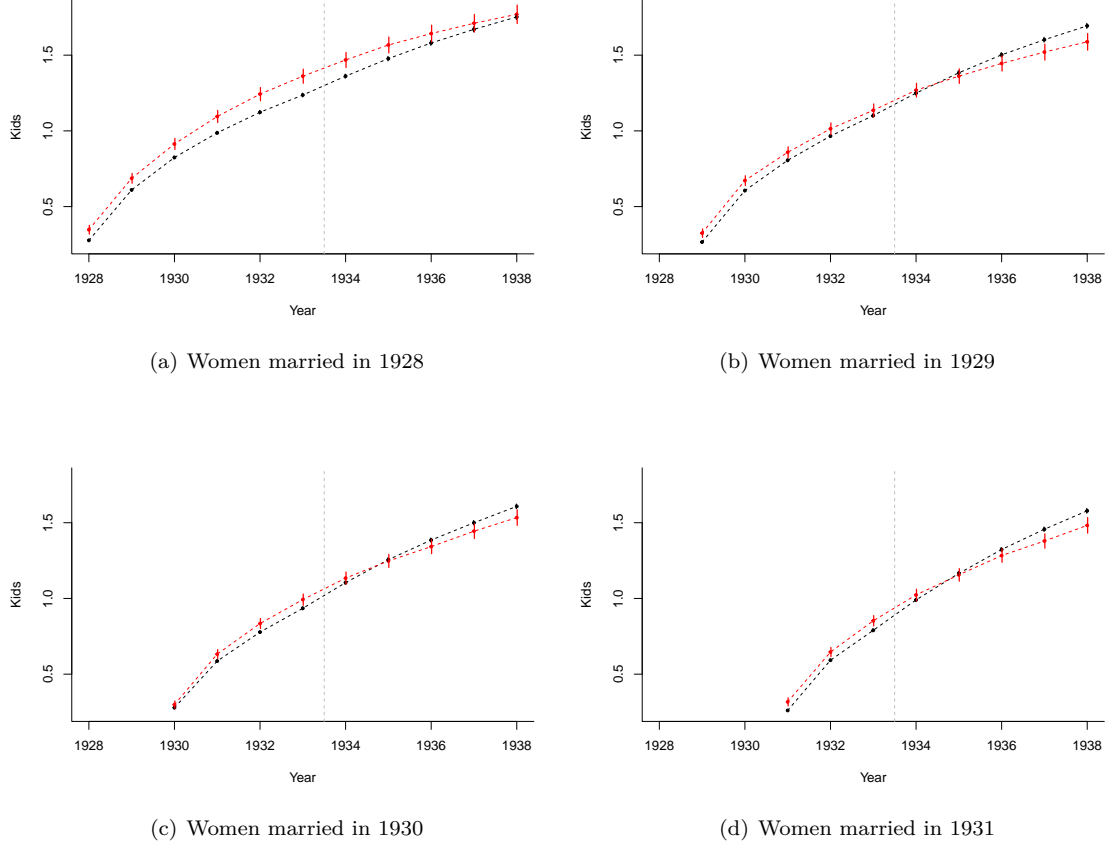 Kids
0.5 1.0 1.5
1928 1930 1932 1934 1936 1938
Year
(a) Women married in 1928
Kids
0.5 1.0 1.5
1928 1930 1932 1934 1936 1938
Year
(b) Women married in 1929
Kids
0.5 1.0 1.5
1928 1930 1932 1934 1936 1938
Year
(c) Women married in 1930
Kids
0.5 1.0 1.5
1928 1930 1932 1934 1936 1938
Year
(d) Women married in 1931